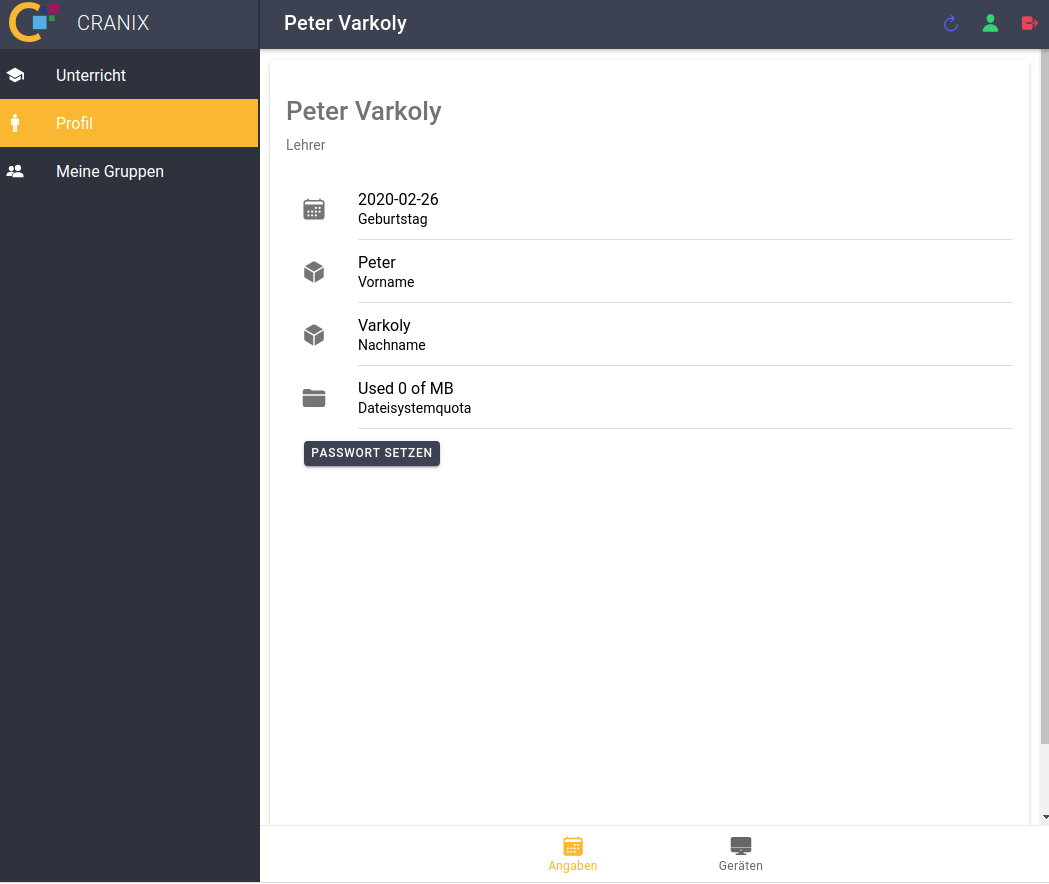 CRANIX
Peter Varkoly
Unterricht
Profil
Meine Gruppen
Peter Varkoly
Lehrer
2020-02-26
Geburtstag
Peter
Vorname
Varkoly
Nachname
Used 0 of MB
Dateisystemquota
PASSWORT SETZEN
Angaben
Geräten